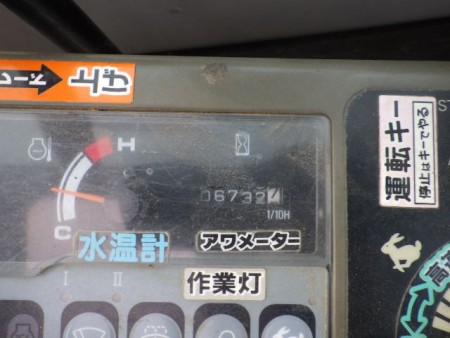 レード→上げ
H
06732
1/10H
C
水温計
アワメーター
I II
作業灯
運転キー
停止はキーでやる
ST